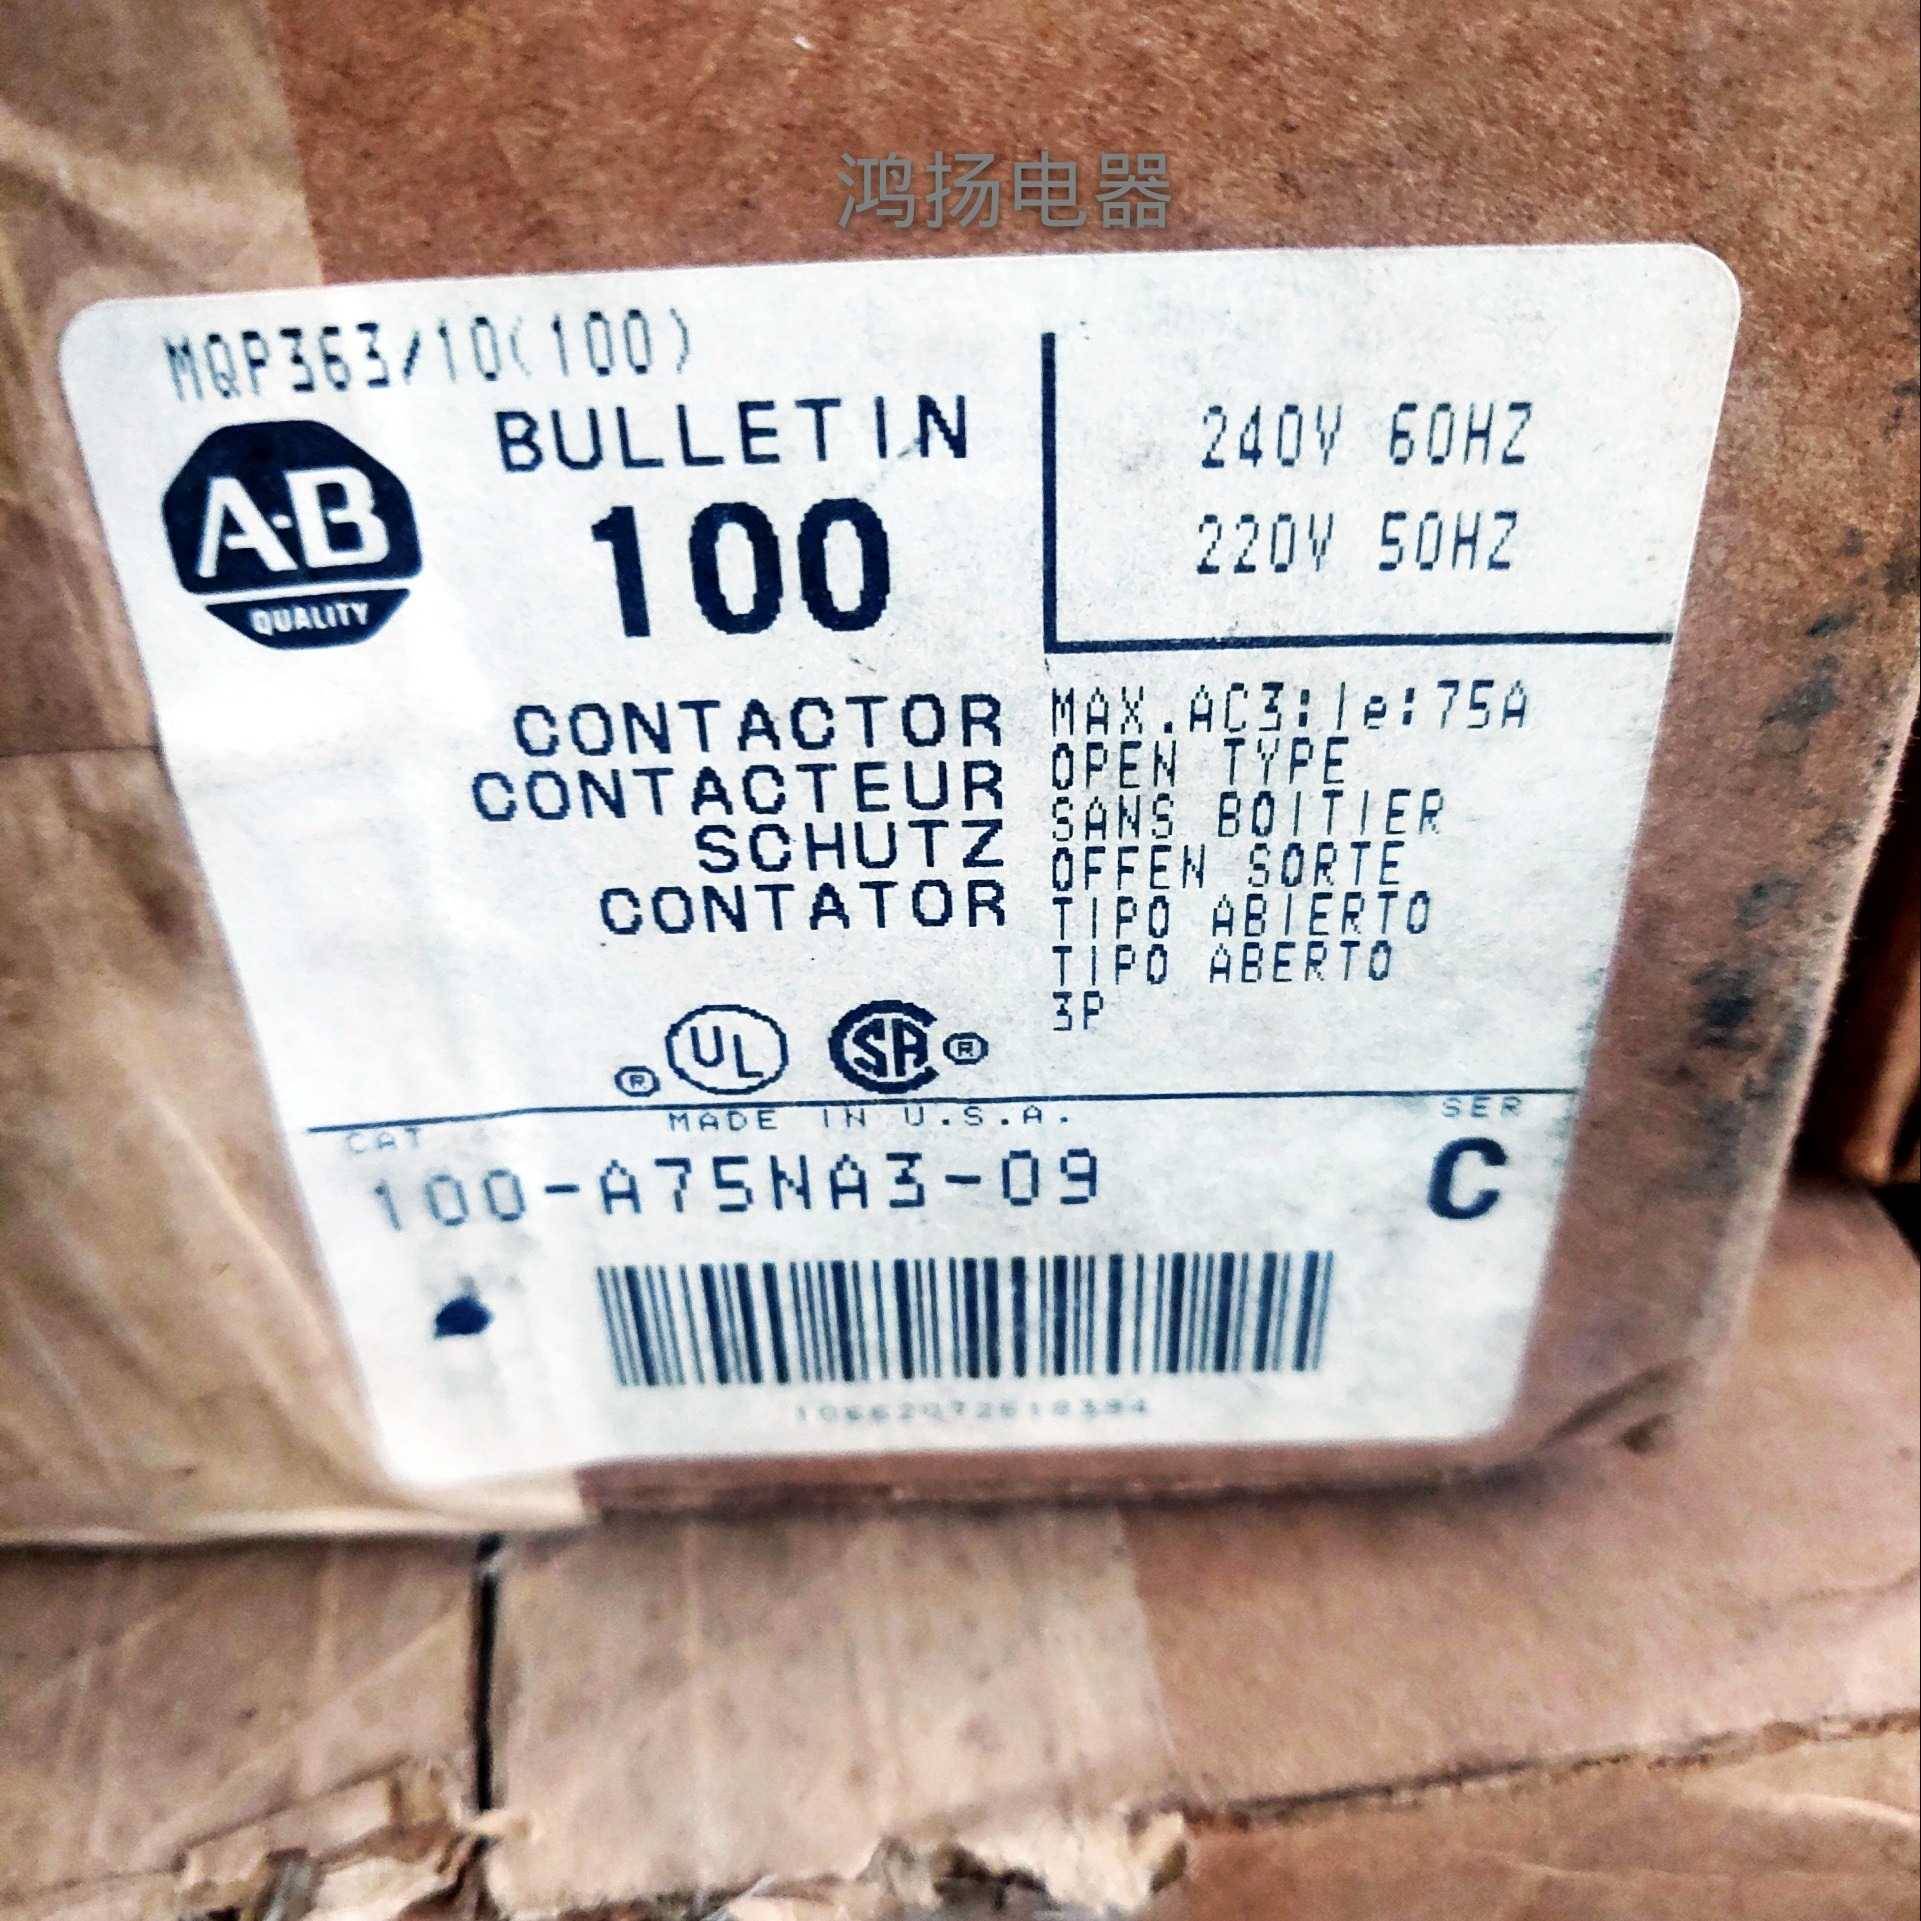 鸿扬电器
MQP363/10(100)
A-B
QUALITY
BULLETIN
100
240V 60HZ
220V 50HZ
CONTACTOR
CONTACTEUR
SCHUTZ
CONTATOR
MAX.AC3:Ie:75A
OPEN TYPE
SANS BOITIER
OFFEN SORTE
TIPO ABIERTO
TIPO ABERTO
3P
® UL SA ®
MADE IN U.S.A.
CAT
SER
100-A75NA3-09
C